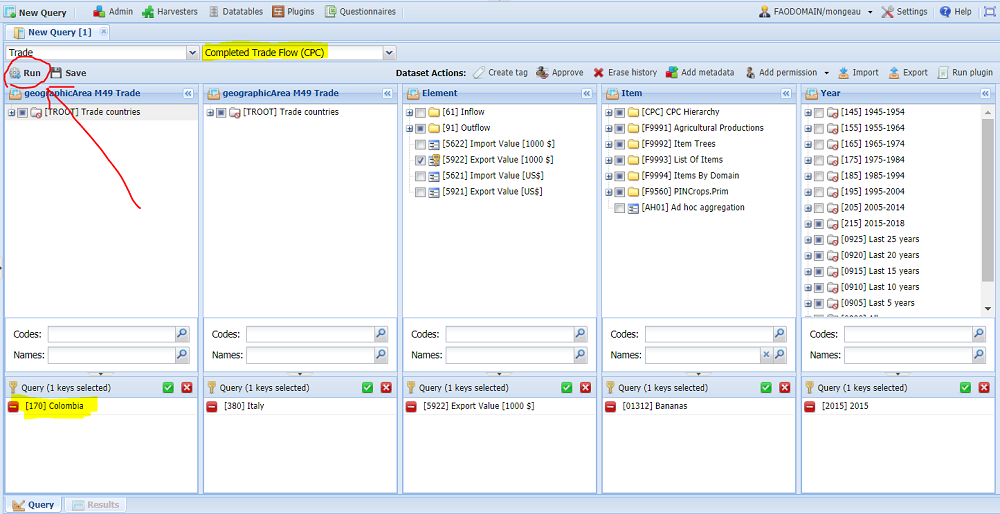 New Query Admin Harvesters Datatables Plugins Questionnaires FAODOMAIN/mongeau Settings Help
New Query [1]
Trade Completed Trade Flow (CPC)
Run Save Dataset Actions: Create tag Approve Erase history Add metadata Add permission Import Export Run plugin
geographicArea M49 Trade geographicArea M49 Trade Element Item Year
[TROOT] Trade countries
[TROOT] Trade countries
[61] Inflow
[91] Outflow
[5622] Import Value [1000 $]
[5922] Export Value [1000 $]
[5621] Import Value [US$]
[5921] Export Value [US$]
[CPC] CPC Hierarchy
[F9991] Agricultural Productions
[F9992] Item Trees
[F9993] List Of Items
[F9994] Items By Domain
[F9560] PINCrops.Prim
[AH01] Ad hoc aggregation
[145] 1945-1954
[155] 1955-1964
[165] 1965-1974
[175] 1975-1984
[185] 1985-1994
[195] 1995-2004
[205] 2005-2014
[215] 2015-2018
[0925] Last 25 years
[0920] Last 20 years
[0915] Last 15 years
[0910] Last 10 years
[0905] Last 5 years
Codes: Codes: Codes: Codes: Codes:
Names: Names: Names: Names: Names:
Query (1 keys selected) Query (1 keys selected) Query (1 keys selected) Query (1 keys selected) Query (1 keys selected)
[170] Colombia [380] Italy [5922] Export Value [1000 $] [01312] Bananas [2015] 2015
Query Results